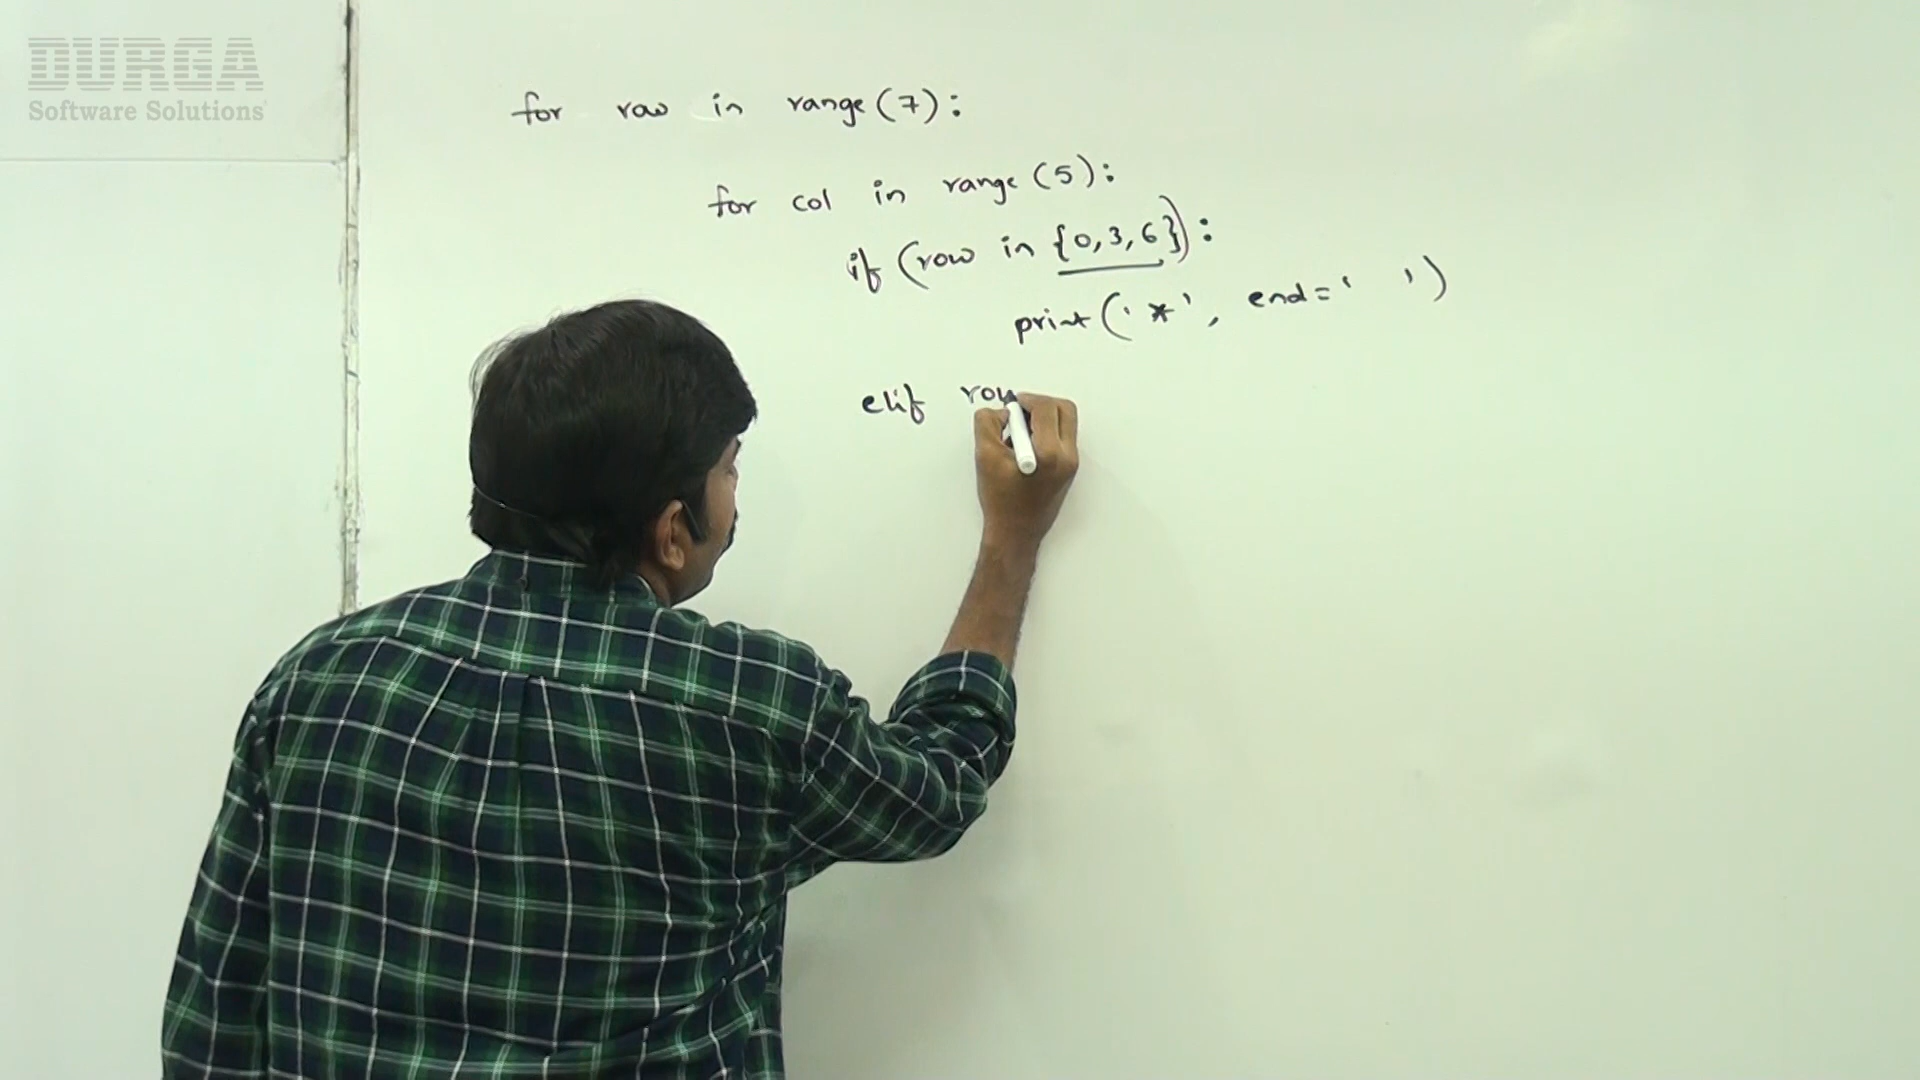 DURGA
Software Solutions
for row in range(7):
for col in range(5):
if (row in {0,3,6}):
print('*', end=' ')
elif row